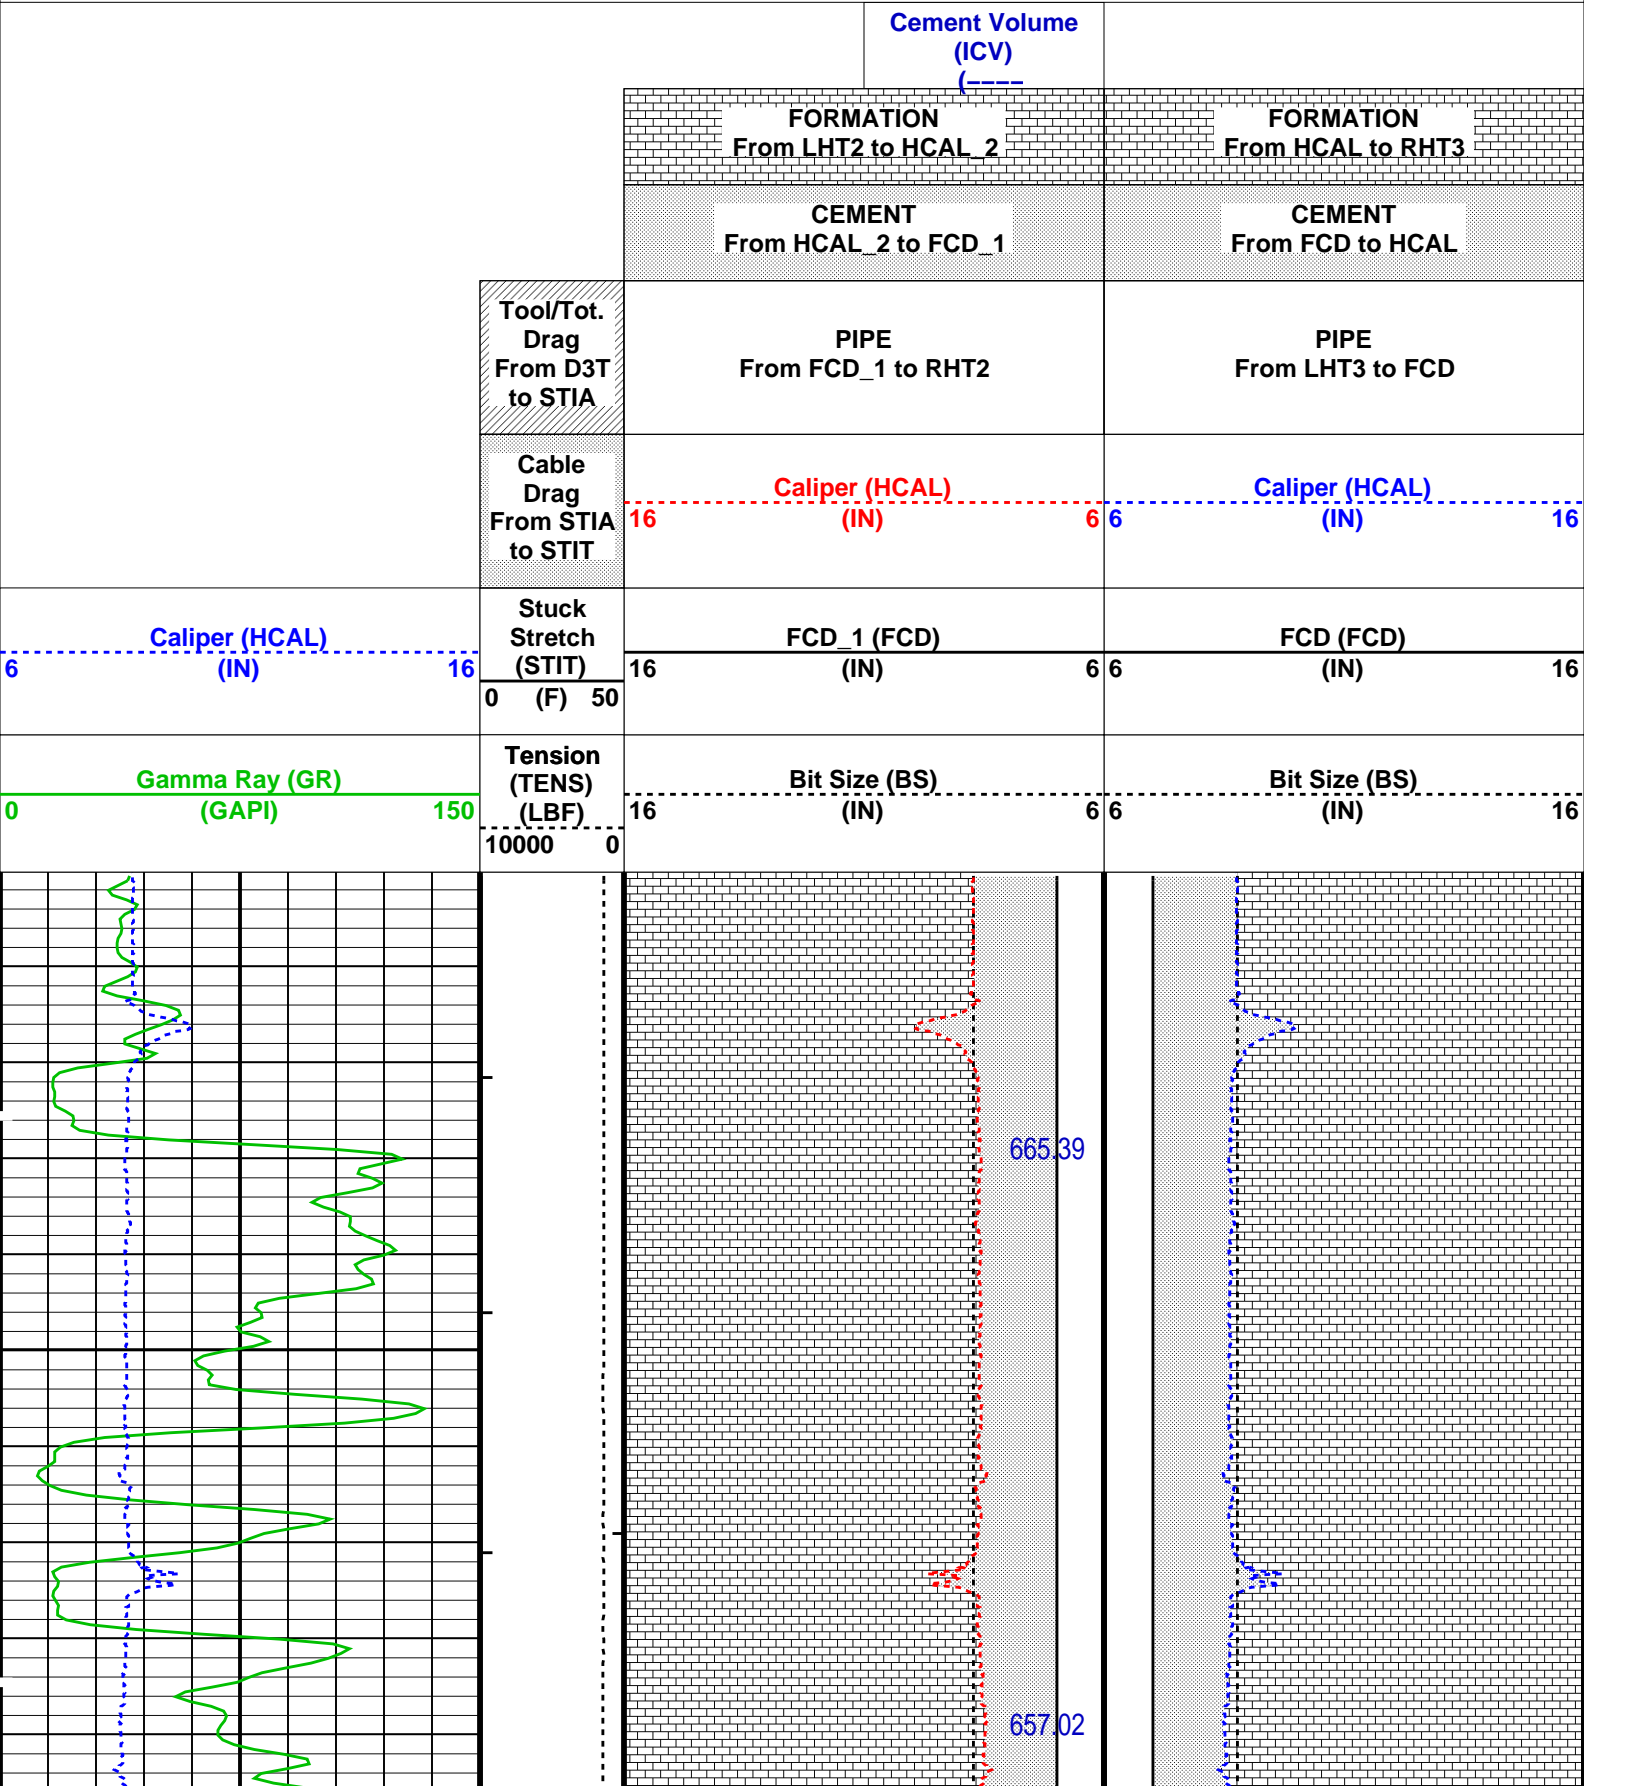 Cement Volume
(ICV)
(----
FORMATION
From LHT2 to HCAL_2
FORMATION
From HCAL to RHT3
CEMENT
From HCAL_2 to FCD_1
CEMENT
From FCD to HCAL
Tool/Tot.
Drag
From D3T
to STIA
PIPE
From FCD_1 to RHT2
PIPE
From LHT3 to FCD
Cable
Drag
From STIA
to STIT
Caliper (HCAL)
16 (IN) 6
Caliper (HCAL)
6 (IN) 16
Caliper (HCAL)
6 (IN) 16
Stuck
Stretch
(STIT)
0 (F) 50
FCD_1 (FCD)
16 (IN) 6
FCD (FCD)
6 (IN) 16
Gamma Ray (GR)
0 (GAPI) 150
Tension
(TENS)
(LBF)
10000 0
Bit Size (BS)
16 (IN) 6
Bit Size (BS)
6 (IN) 16
665.39
657.02